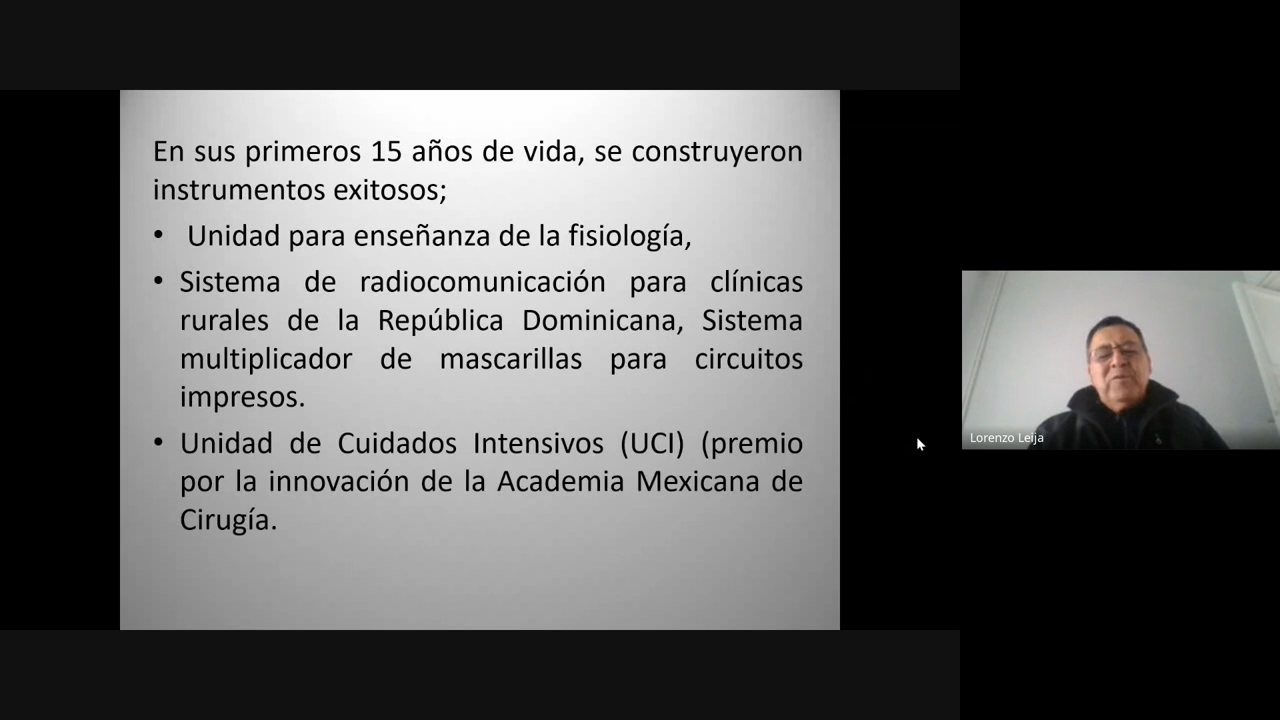 En sus primeros 15 años de vida, se construyeron
instrumentos exitosos;
• Unidad para enseñanza de la fisiología,
• Sistema de radiocomunicación para clínicas
rurales de la República Dominicana, Sistema
multiplicador de mascarillas para circuitos
impresos.
• Unidad de Cuidados Intensivos (UCI) (premio
por la innovación de la Academia Mexicana de
Cirugía.
Lorenzo Leija